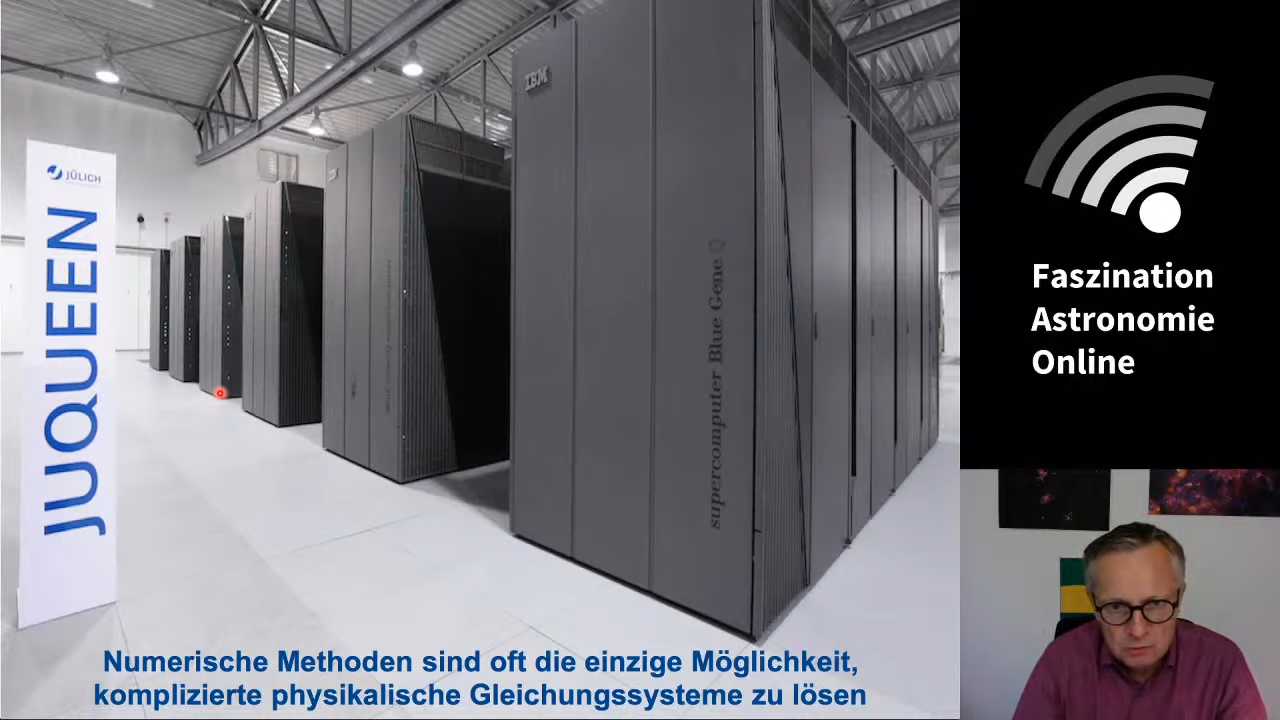 IBM
JÜLICH
JUQUEEN
supercomputer Blue Gene Q
Numerische Methoden sind oft die einzige Möglichkeit,
komplizierte physikalische Gleichungssysteme zu lösen
Faszination
Astronomie
Online